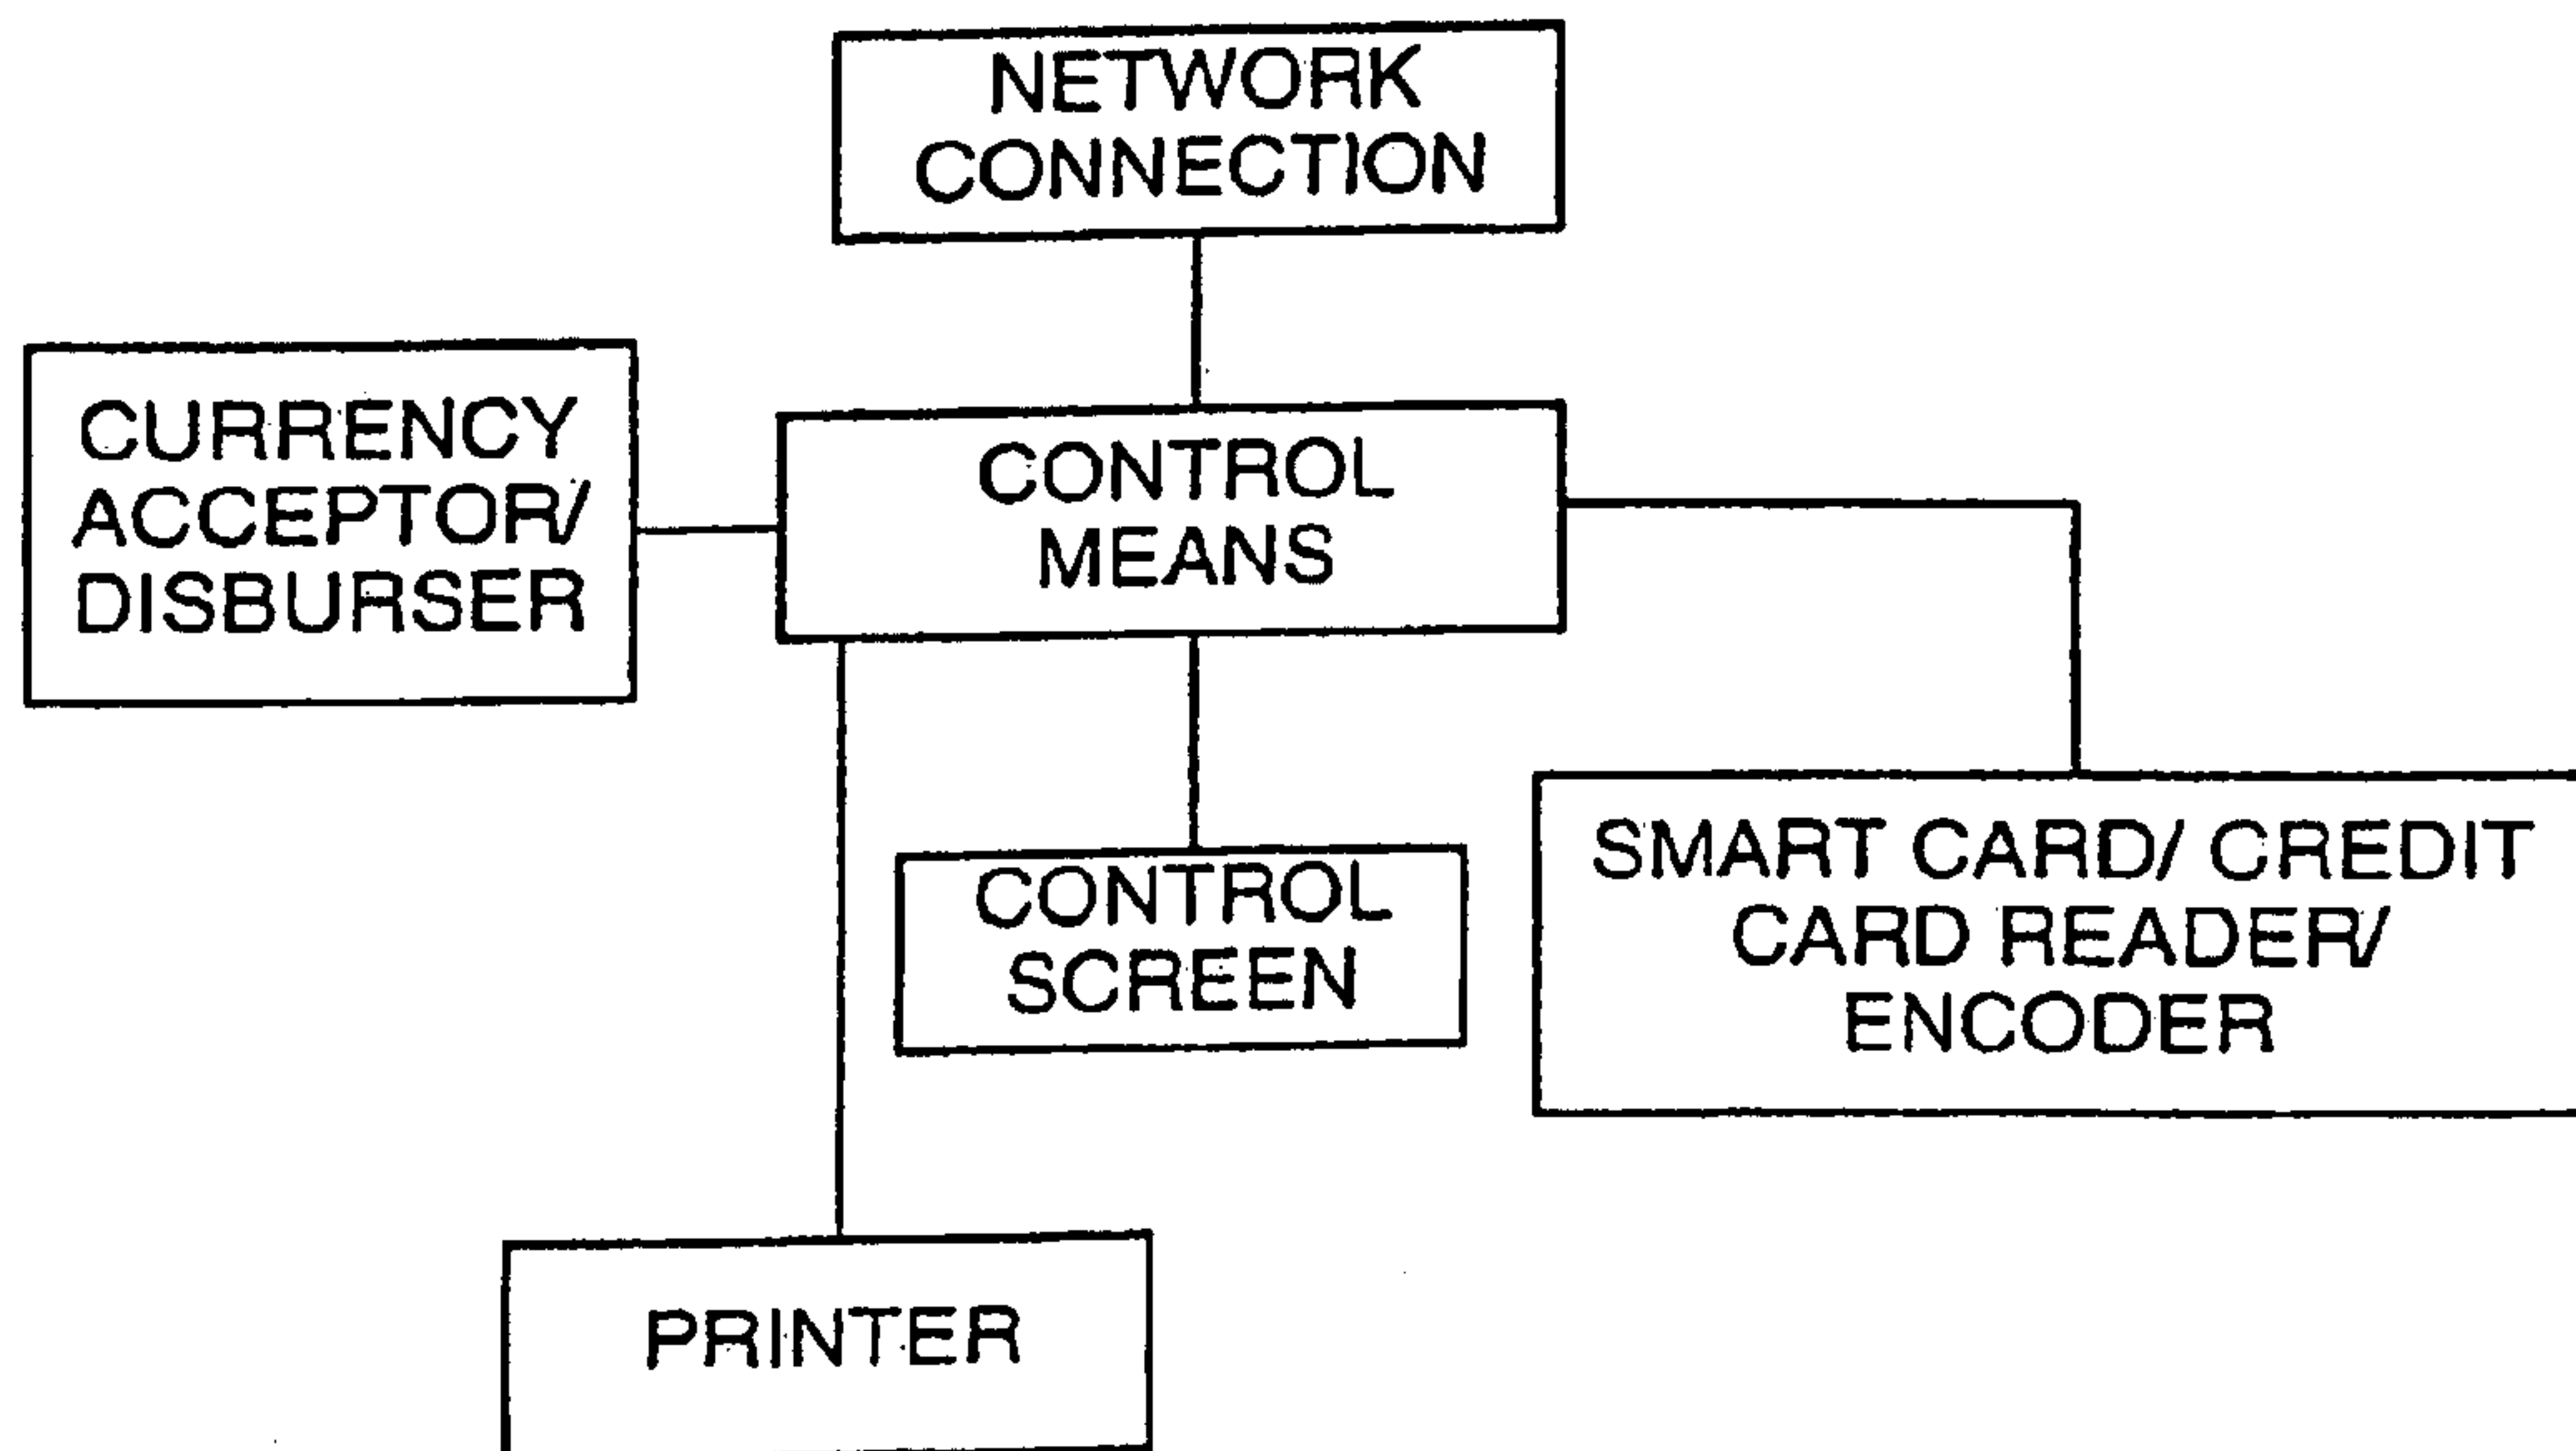 NETWORK
CONNECTION
CURRENCY
ACCEPTOR/
DISBURSER
CONTROL
MEANS
CONTROL
SCREEN
SMART CARD/ CREDIT
CARD READER/
ENCODER
PRINTER